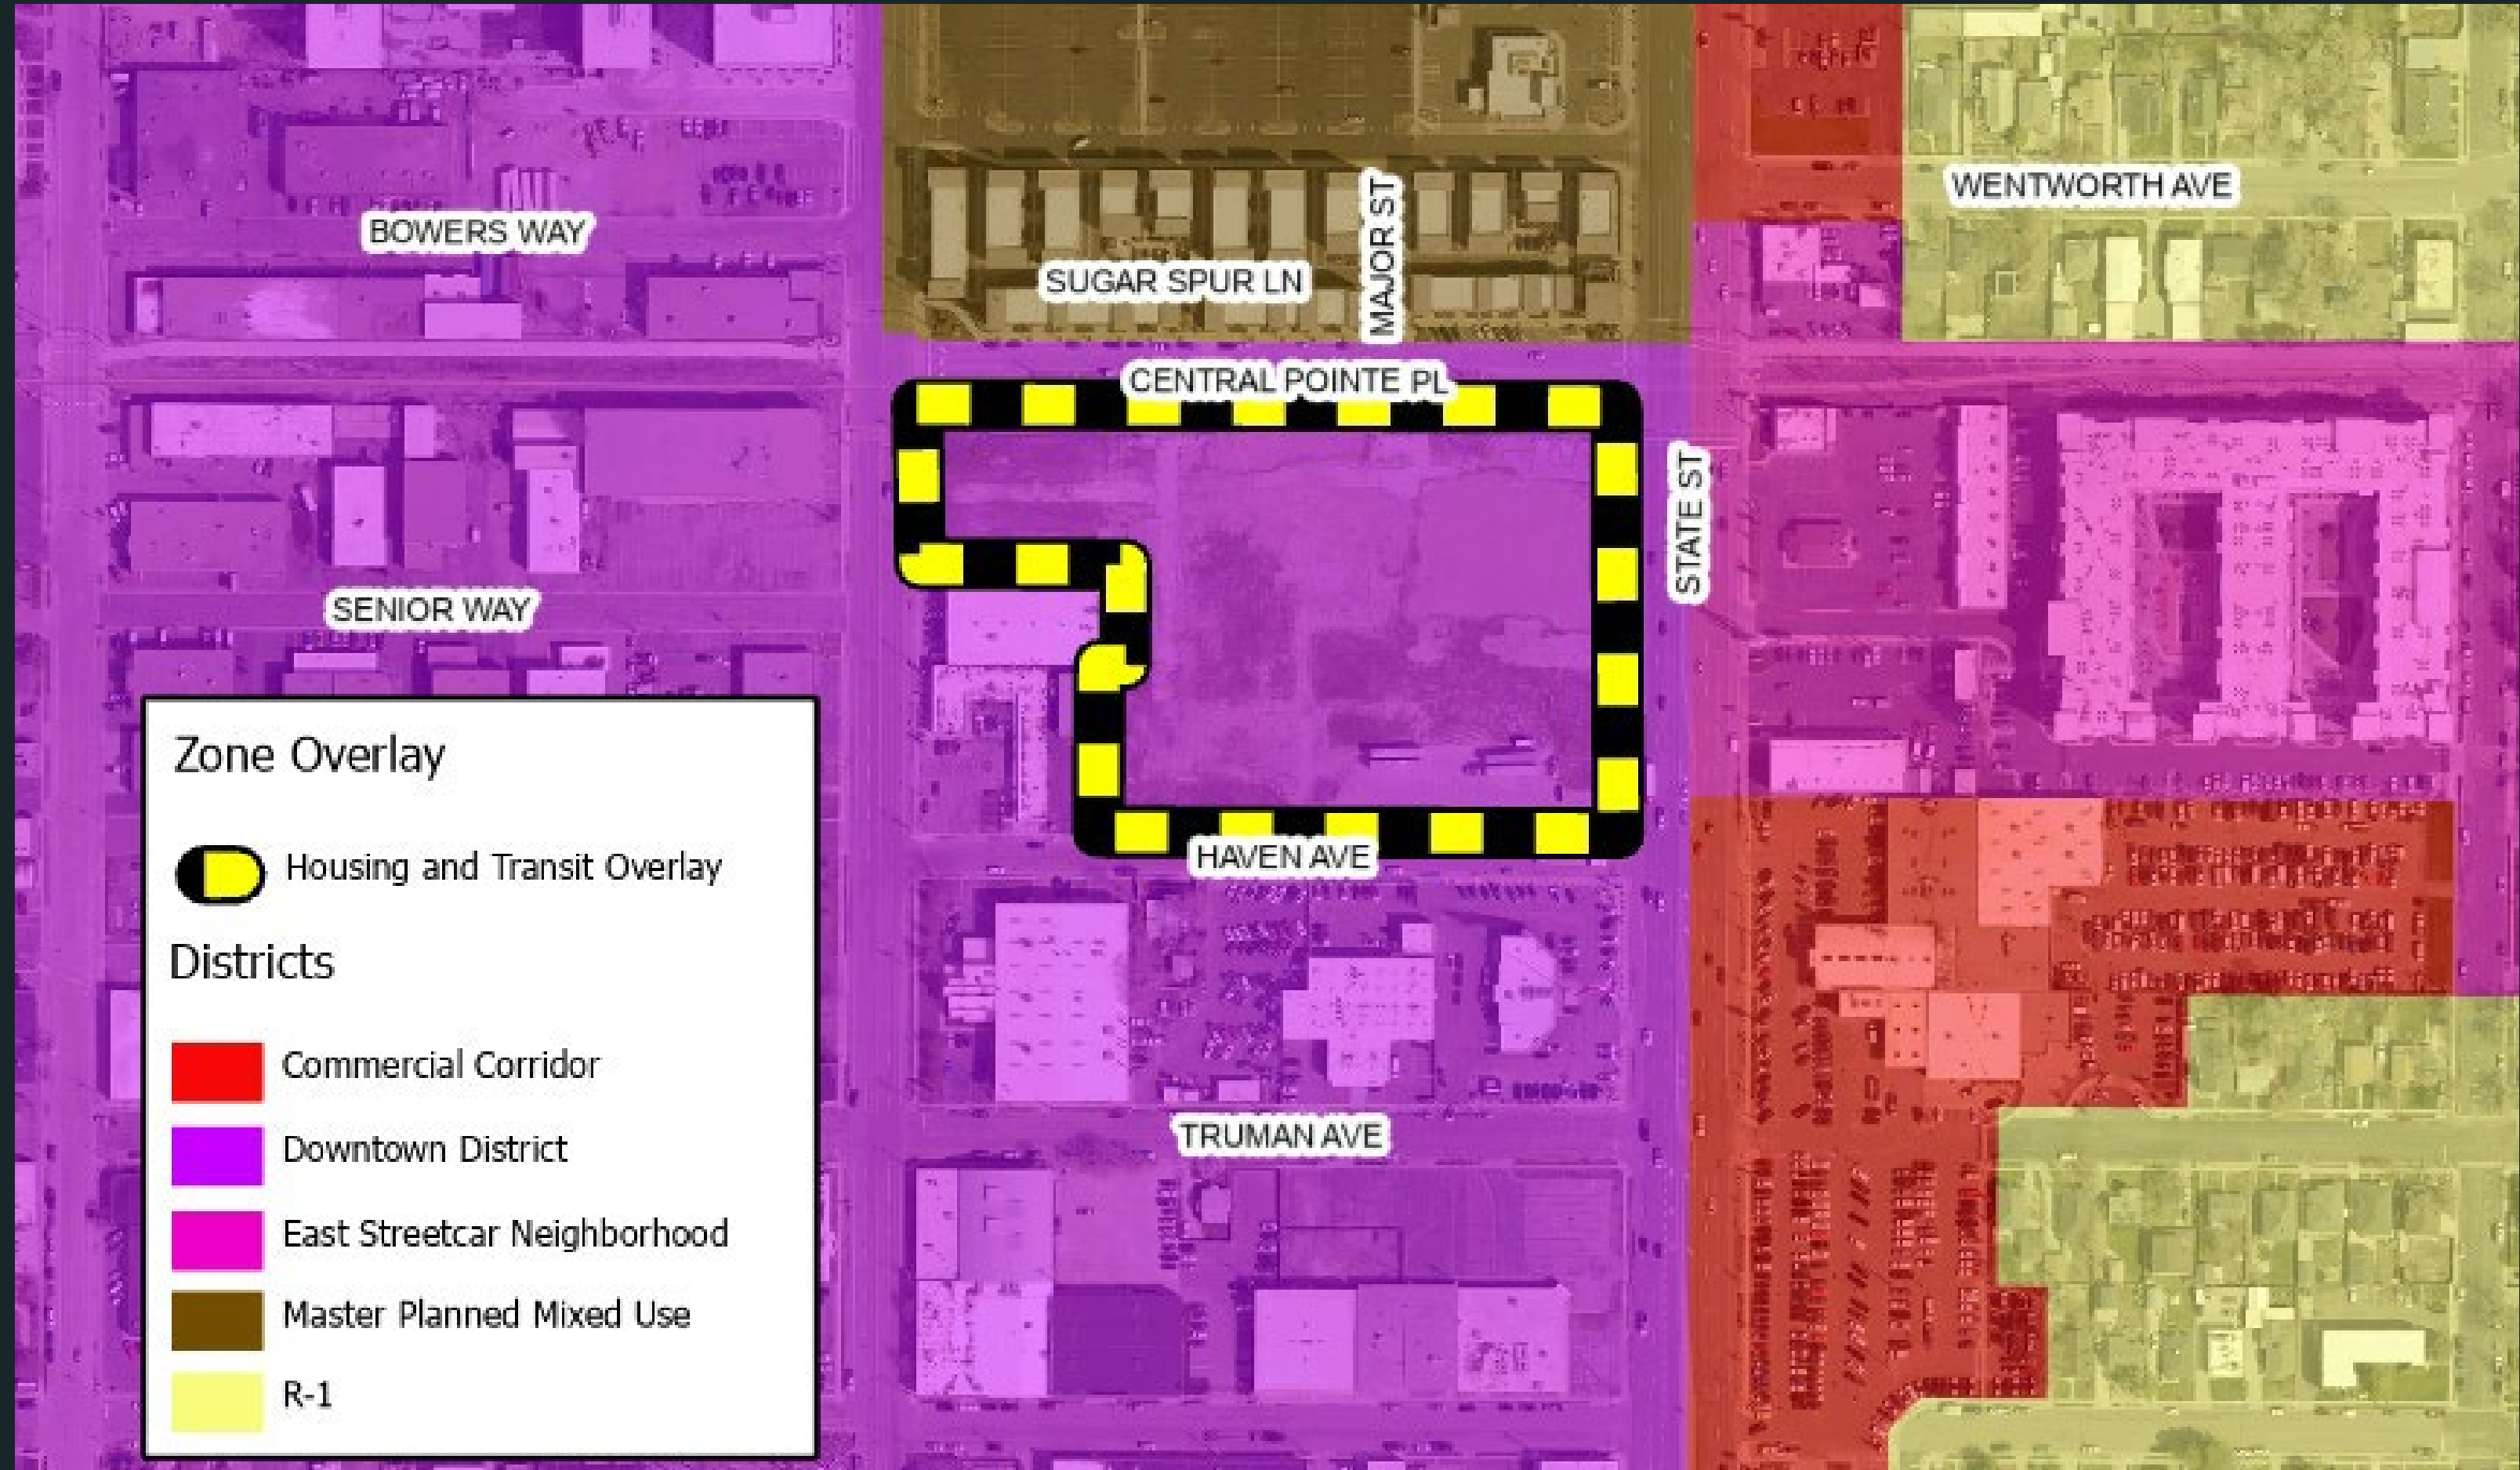 WENTWORTH AVE
BOWERS WAY
MAJOR ST
SUGAR SPUR LN
CENTRAL POINTE PL
STATE ST
SENIOR WAY
HAVEN AVE
TRUMAN AVE
Zone Overlay
Housing and Transit Overlay
Districts
Commercial Corridor
Downtown District
East Streetcar Neighborhood
Master Planned Mixed Use
R-1